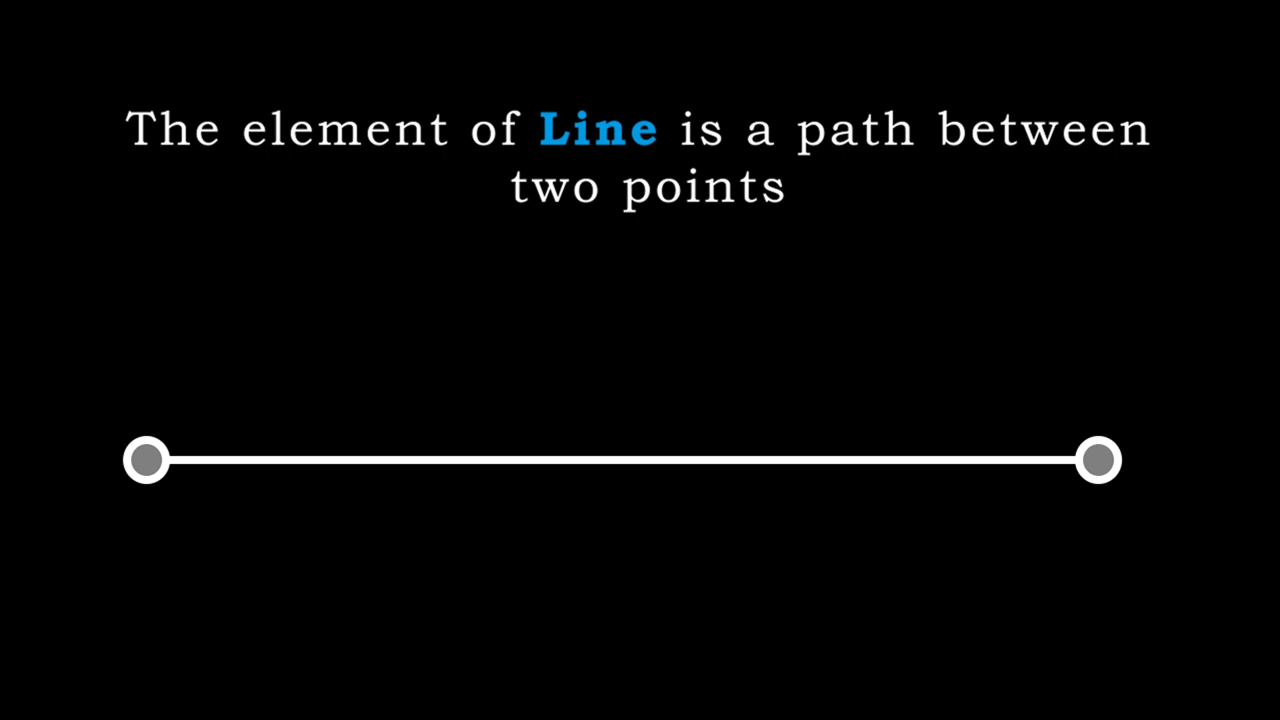 The element of Line is a path between
two points